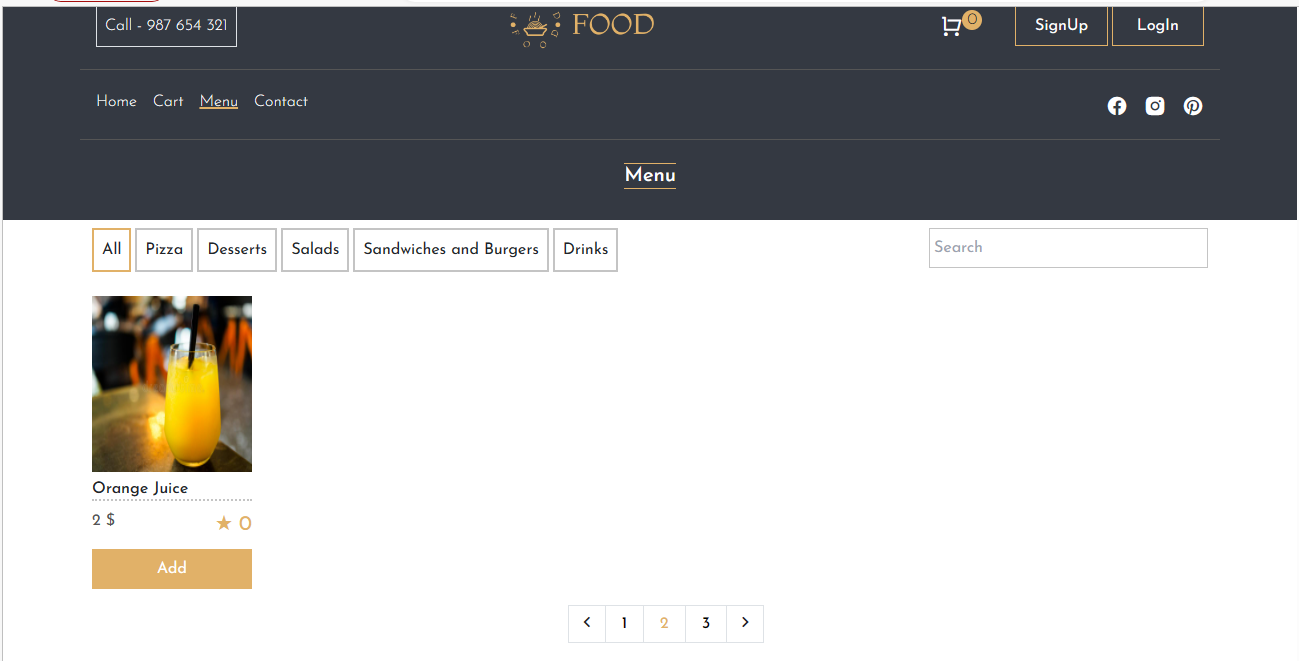 Call - 987 654 321
FOOD
0
SignUp
LogIn
Home Cart Menu Contact
Menu
All Pizza Desserts Salads Sandwiches and Burgers Drinks
Search
Orange Juice
2 $
★ 0
Add
1 2 3